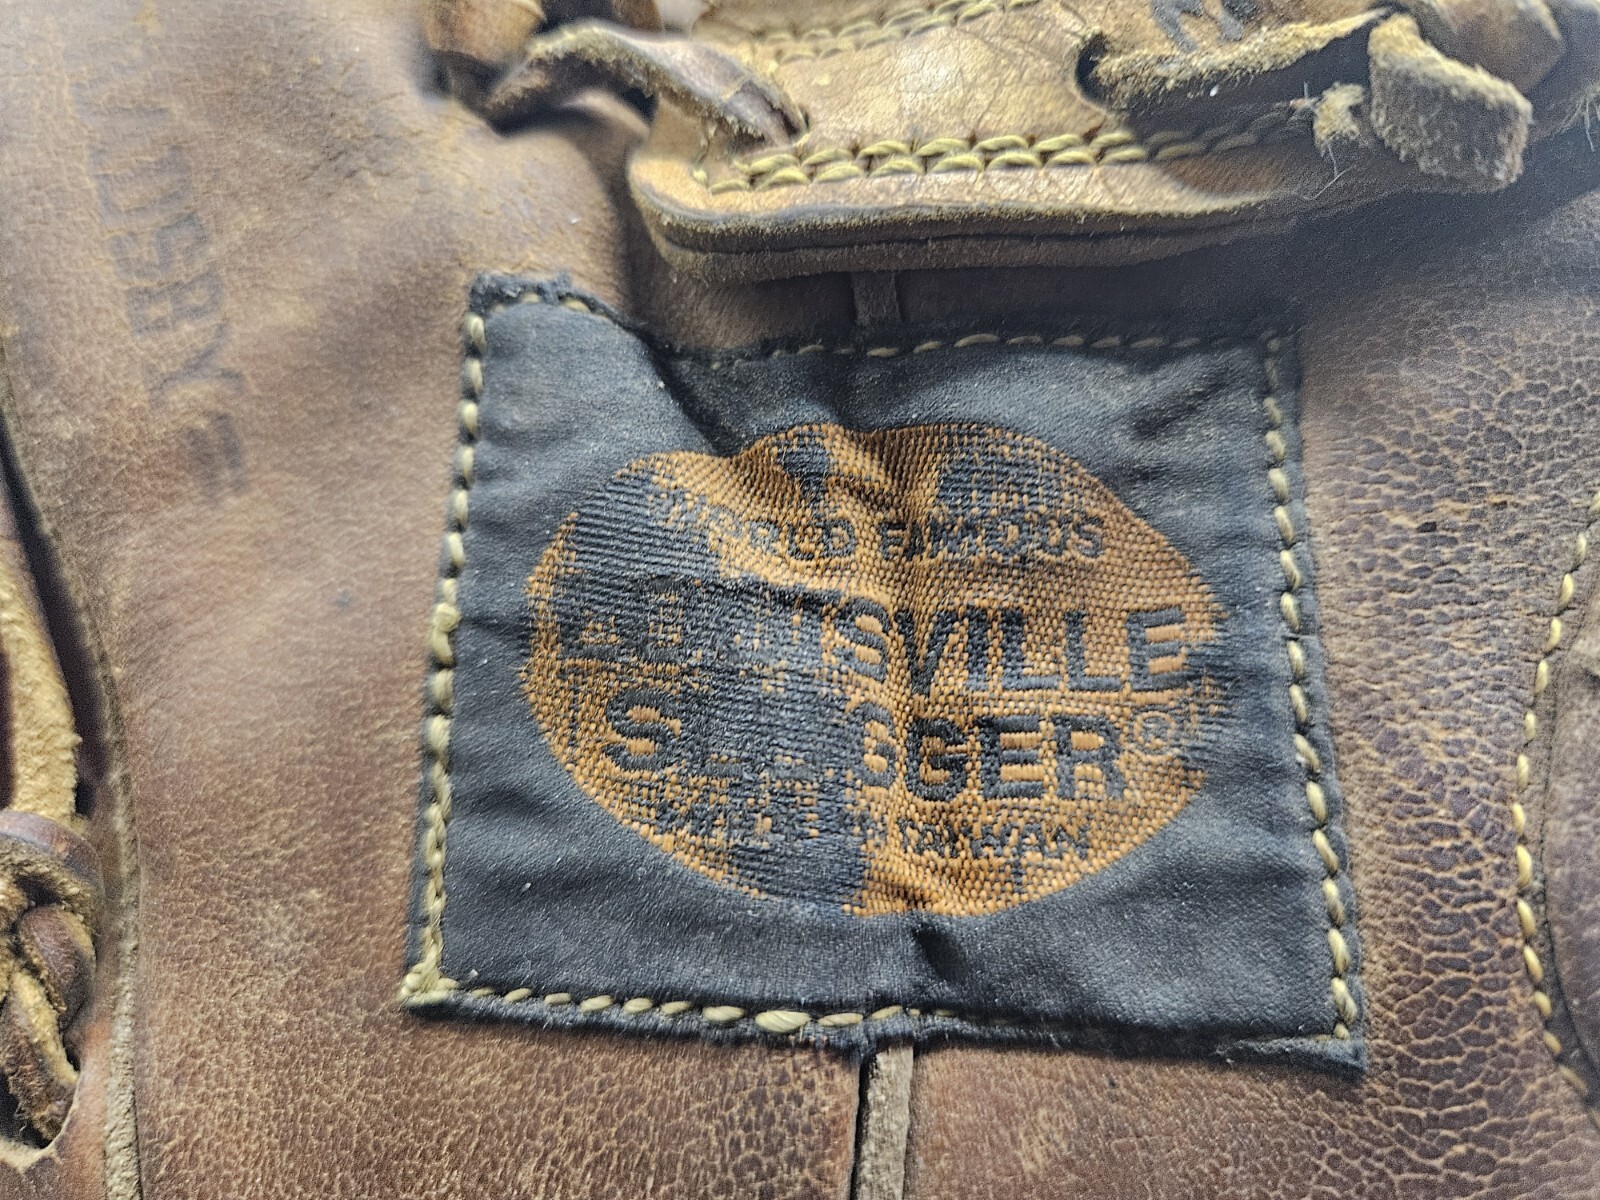 WORLD FAMOUS
LOUISVILLE
SLUGGER®
MADE IN TAIWAN